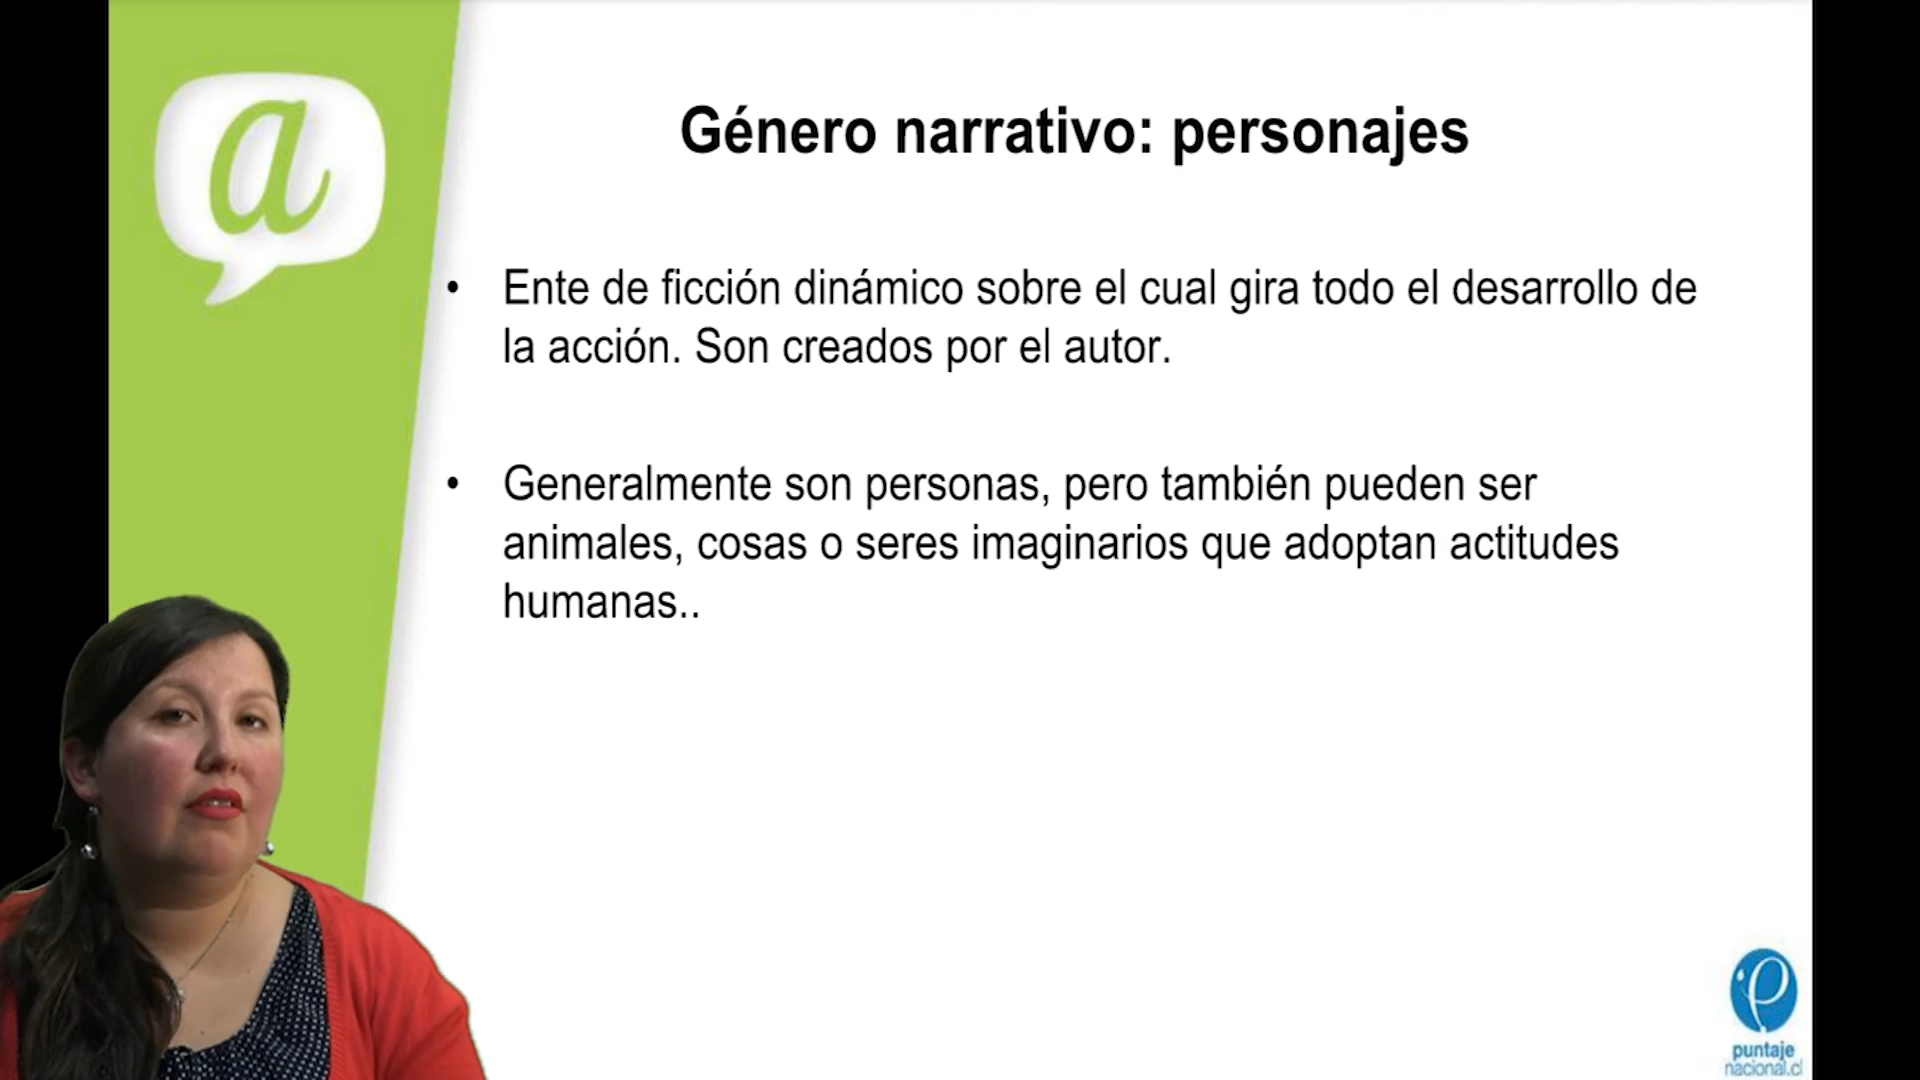 a
Género narrativo: personajes
• Ente de ficción dinámico sobre el cual gira todo el desarrollo de
la acción. Son creados por el autor.
• Generalmente son personas, pero también pueden ser
animales, cosas o seres imaginarios que adoptan actitudes
humanas..
puntaje
nacional.cl